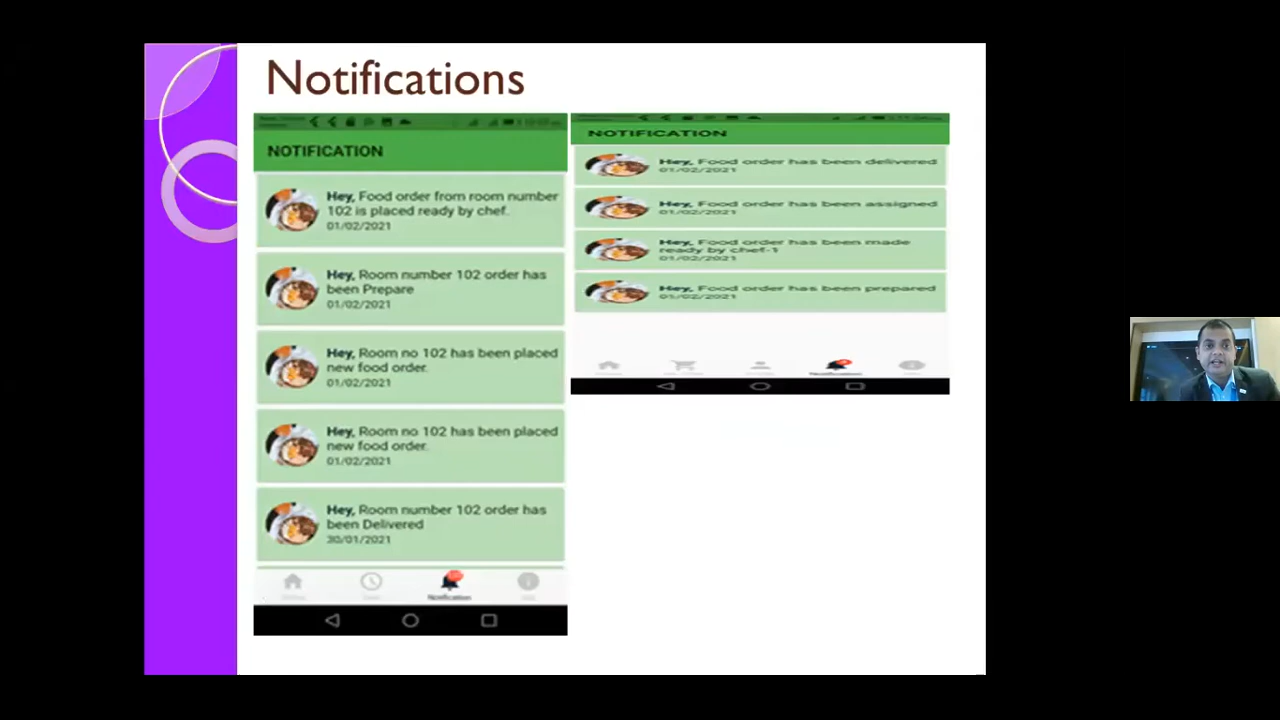 Notifications
NOTIFICATION
Hey, Food order from room number
102 is placed ready by chef.
01/02/2021
Hey, Room number 102 order has
been Prepare
01/02/2021
Hey, Room no 102 has been placed
new food order.
01/02/2021
Hey, Room no 102 has been placed
new food order.
01/02/2021
Hey, Room number 102 order has
been Delivered
30/01/2021
Notification
NOTIFICATION
Hey, Food order has been delivered
01/02/2021
Hey, Food order has been assigned
01/02/2021
Hey, Food order has been made
ready by chef-1
01/02/2021
Hey, Food order has been prepared
01/02/2021
Notifications